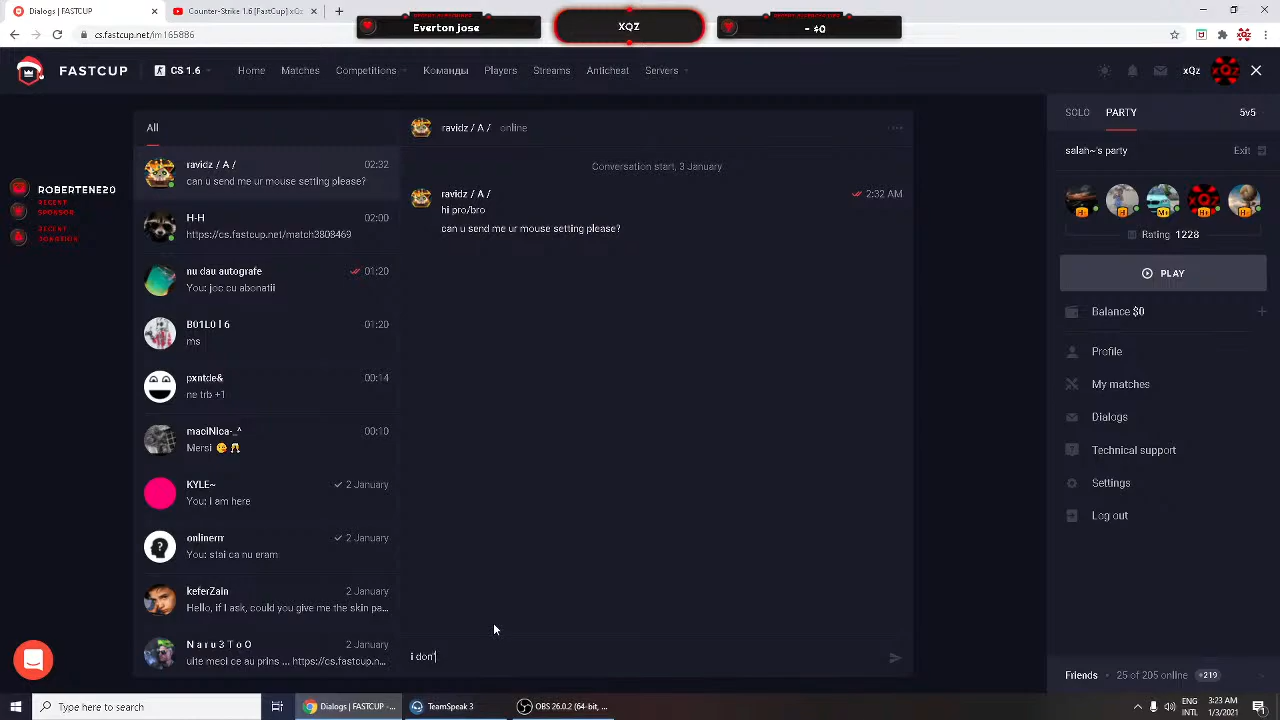 Dialogs | FASTCUP
Counter-Strike 1.6 [FastCup] xQ
Everton jose
XQZ
- $0
FASTCUP
CS 1.6
Home
Matches
Competitions
Команды
Players
Streams
Anticheat
Servers
xQz
All
ravidz / A / 02:32
can u send me ur mouse setting please?
H-H 02:00
https://cs.fastcup.net/match3803469
nu dau autografe 01:20
You: joc cu abonatii
B01L0 I 6 01:20
ms
pxntde& 00:14
ne trb +1
maciNca-_^ 00:10
Mersi
KYLE~ 2 January
You: i am here
onlinerrr 2 January
You: stai ca nu eram
keferZain 2 January
Hello, if I ask, could you give me the skin pa...
N a r u 3 T o O 2 January
uite meci ce au prins ... https://cs.fastcup.n...
ROBERTENE20
RECENT
SPONSOR
RECENT
DONATION
ravidz / A / online
Conversation start, 3 January
ravidz / A / 2:32 AM
hi pro/bro
can u send me ur mouse setting please?
i don'
SOLO
PARTY
5v5
salah~s party
Exit
Rating 1228
PLAY
Balance $0
Profile
My matches
Dialogs
Technical support
Settings
Log out
Friends 25 of 205 online +219
Type here to search
Dialogs | FASTCUP -...
TeamSpeak 3
OBS 26.0.2 (64-bit, ...
ENG
INTL
3:23 AM
1/3/2021